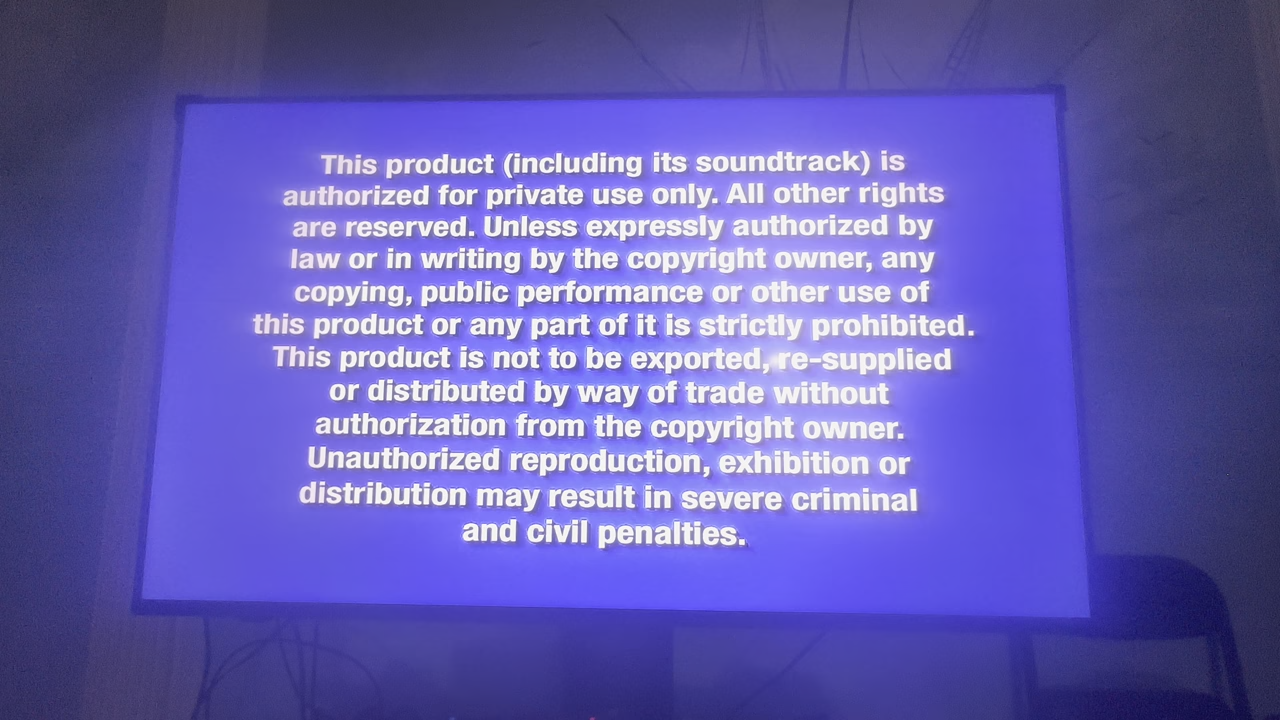 This product (including its soundtrack) is
authorized for private use only. All other rights
are reserved. Unless expressly authorized by
law or in writing by the copyright owner, any
copying, public performance or other use of
this product or any part of it is strictly prohibited.
This product is not to be exported, re-supplied
or distributed by way of trade without
authorization from the copyright owner.
Unauthorized reproduction, exhibition or
distribution may result in severe criminal
and civil penalties.